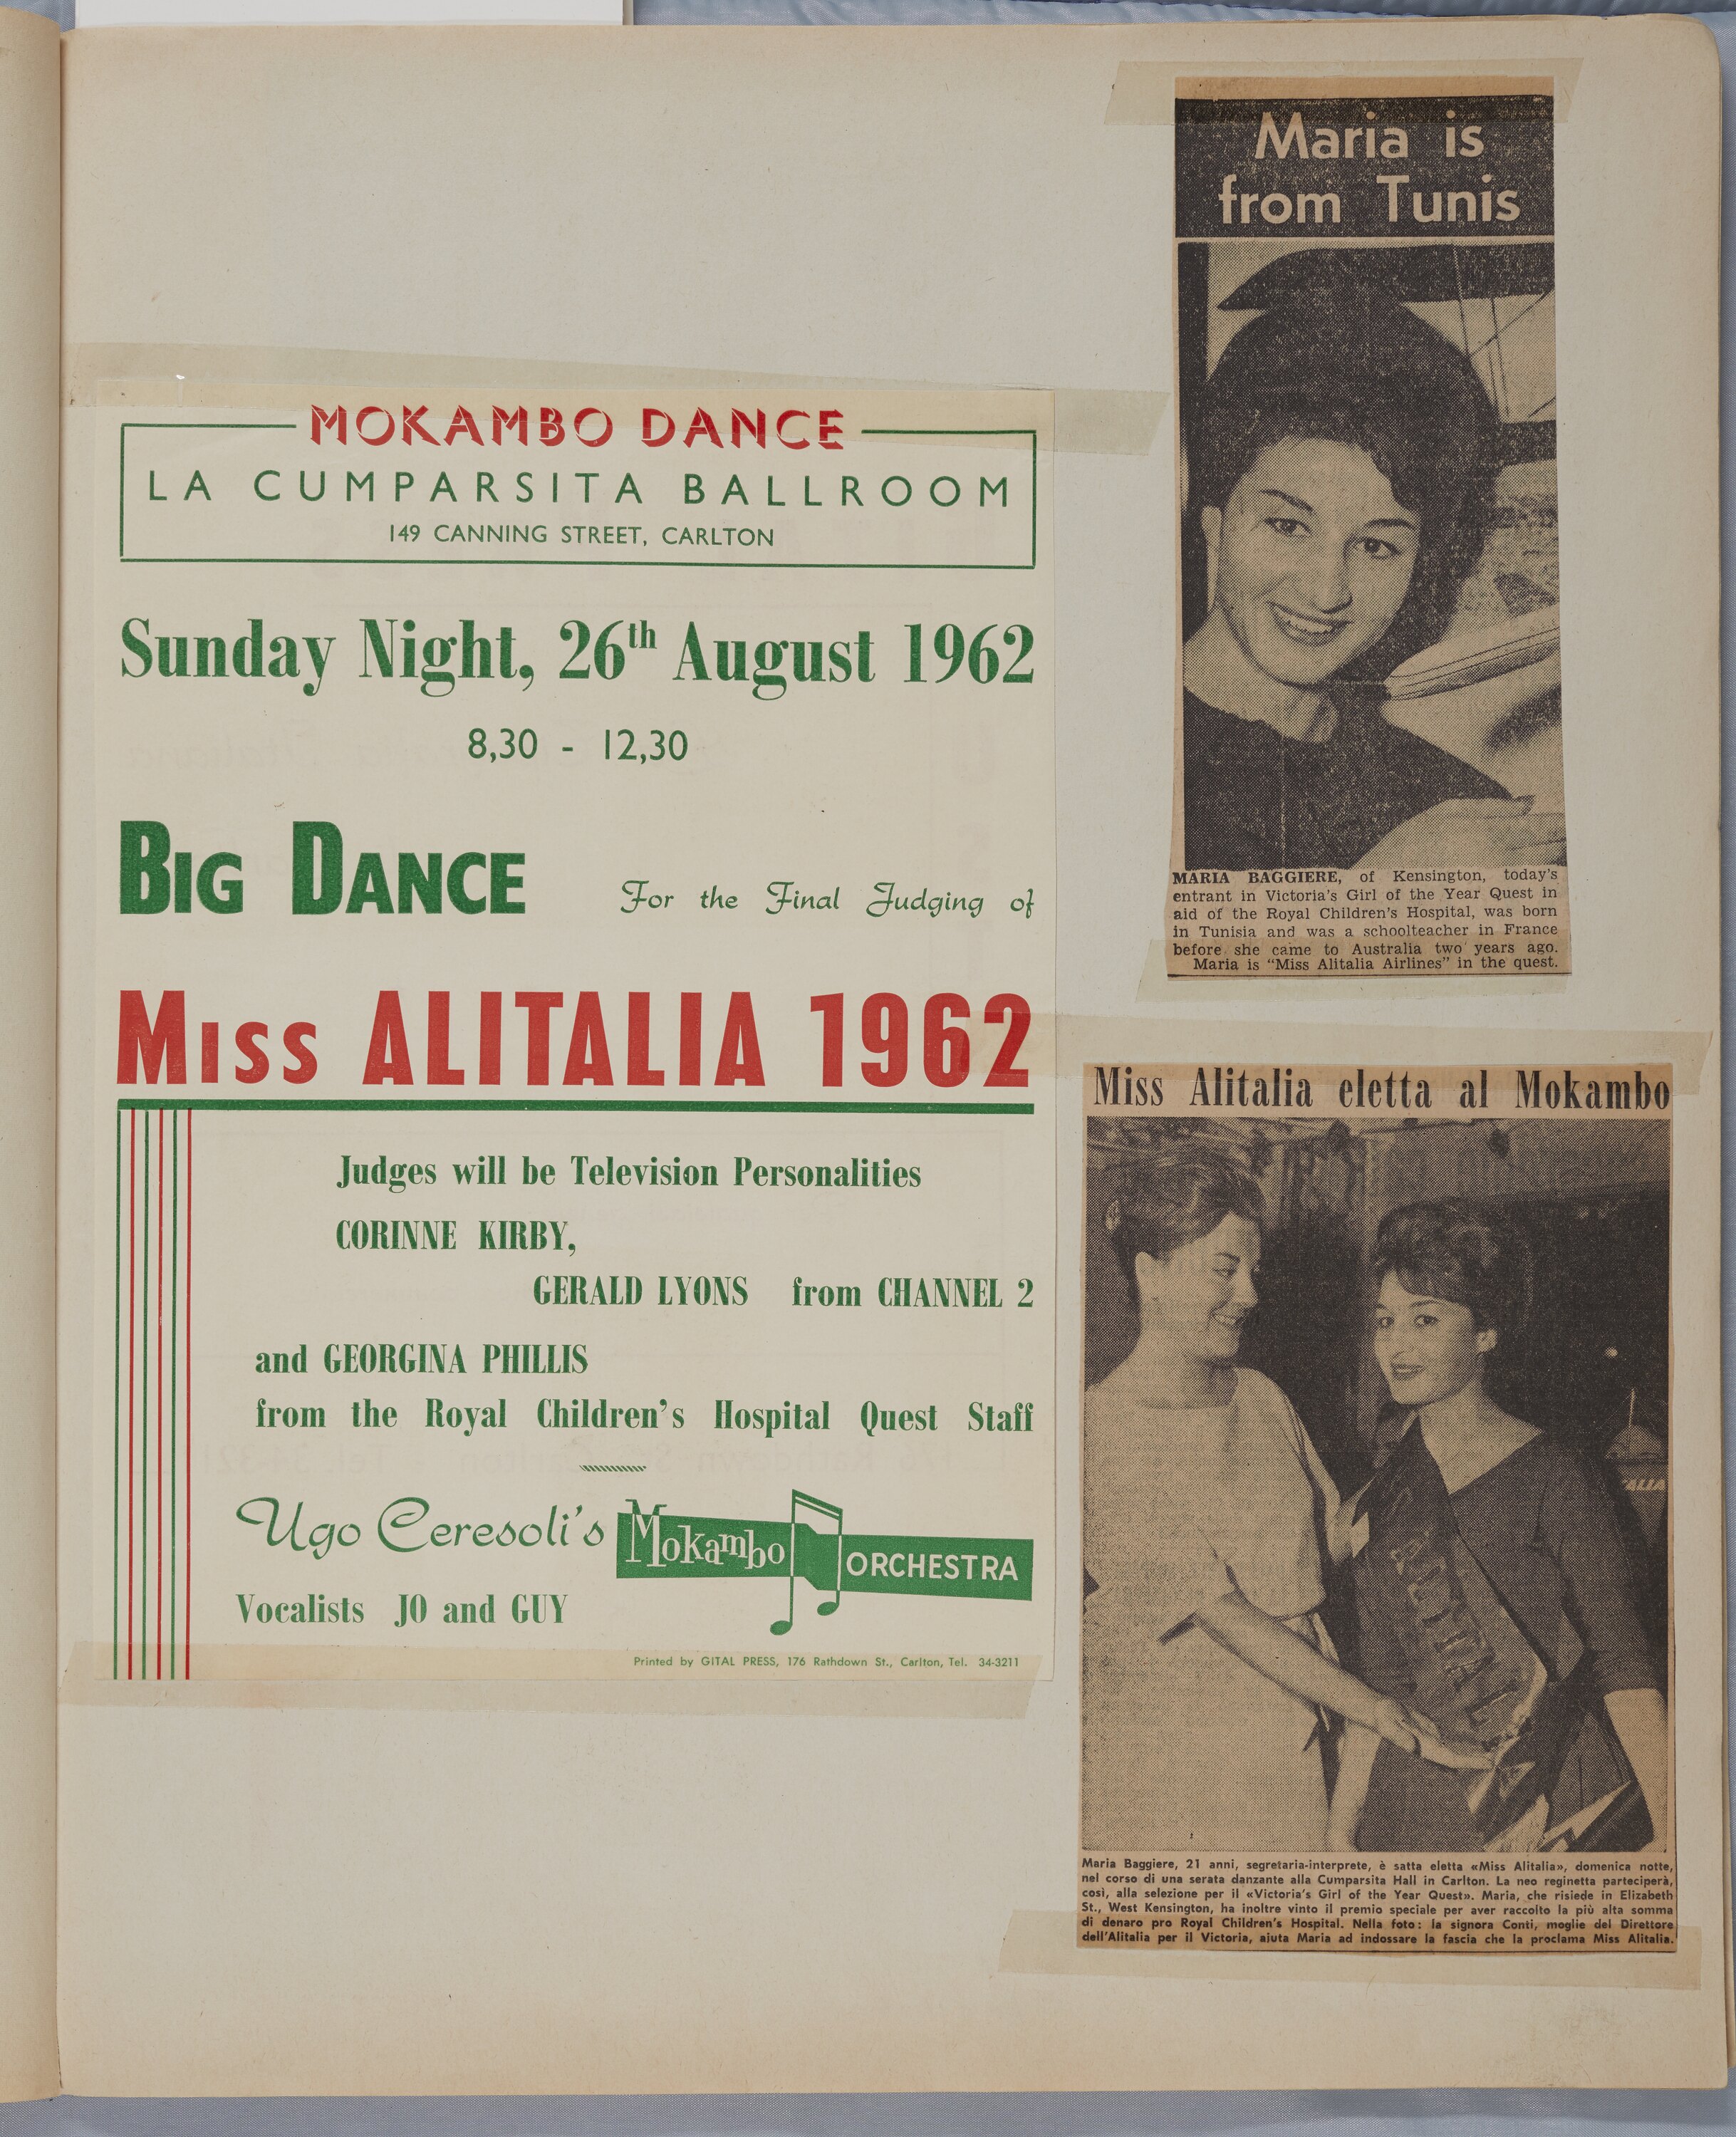 MOKAMBO DANCE
LA CUMPARSITA BALLROOM
149 CANNING STREET, CARLTON
Sunday Night, 26th August 1962
8,30 - 12,30
BIG DANCE For the Final Judging of
MISS ALITALIA 1962
Judges will be Television Personalities
CORINNE KIRBY,
GERALD LYONS from CHANNEL 2
and GEORGINA PHILLIS
from the Royal Children's Hospital Quest Staff
Ugo Ceresoli's Mokambo ORCHESTRA
Vocalists JO and GUY
Printed by GITAL PRESS, 176 Rathdown St., Carlton, Tel. 34-3211
Maria is
from Tunis
MARIA BAGGIERE, of Kensington, today's
entrant in Victoria's Girl of the Year Quest in
aid of the Royal Children's Hospital, was born
in Tunisia and was a schoolteacher in France
before she came to Australia two years ago.
Maria is "Miss Alitalia Airlines" in the quest.
Miss Alitalia eletta al Mokambo
ALIA
Maria Baggiere, 21 anni, segretaria-interprete, è satta eletta «Miss Alitalia», domenica notte,
nel corso di una serata danzante alla Cumparsita Hall in Carlton. La neo reginetta parteciperà,
così, alla selezione per il «Victoria's Girl of the Year Quest». Maria, che risiede in Elizabeth
St., West Kensington, ha inoltre vinto il premio speciale per aver raccolto la più alta somma
di denaro pro Royal Children's Hospital. Nella foto: la signora Conti, moglie del Direttore
dell'Alitalia per il Victoria, aiuta Maria ad indossare la fascia che la proclama Miss Alitalia.